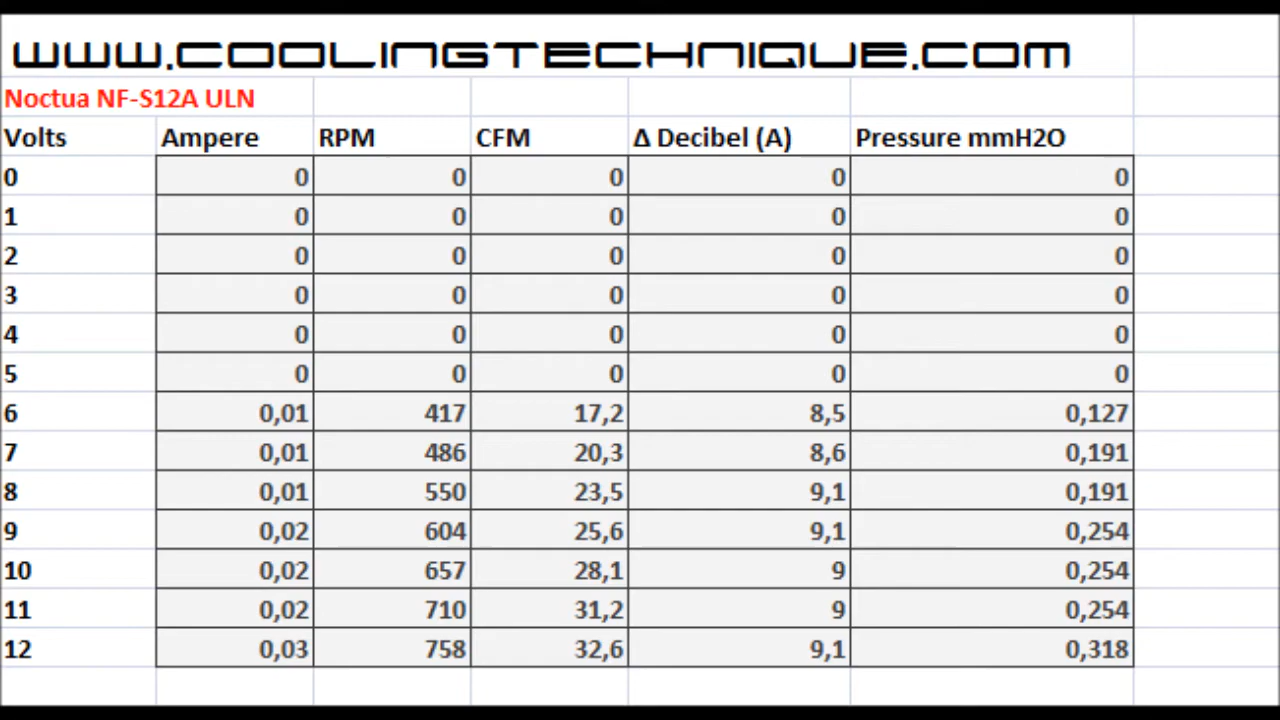 www.coolingtechnique.com
Noctua NF-S12A ULN
Volts Ampere RPM CFM Δ Decibel (A) Pressure mmH2O
0 0 0 0 0 0
1 0 0 0 0 0
2 0 0 0 0 0
3 0 0 0 0 0
4 0 0 0 0 0
5 0 0 0 0 0
6 0,01 417 17,2 8,5 0,127
7 0,01 486 20,3 8,6 0,191
8 0,01 550 23,5 9,1 0,191
9 0,02 604 25,6 9,1 0,254
10 0,02 657 28,1 9 0,254
11 0,02 710 31,2 9 0,254
12 0,03 758 32,6 9,1 0,318